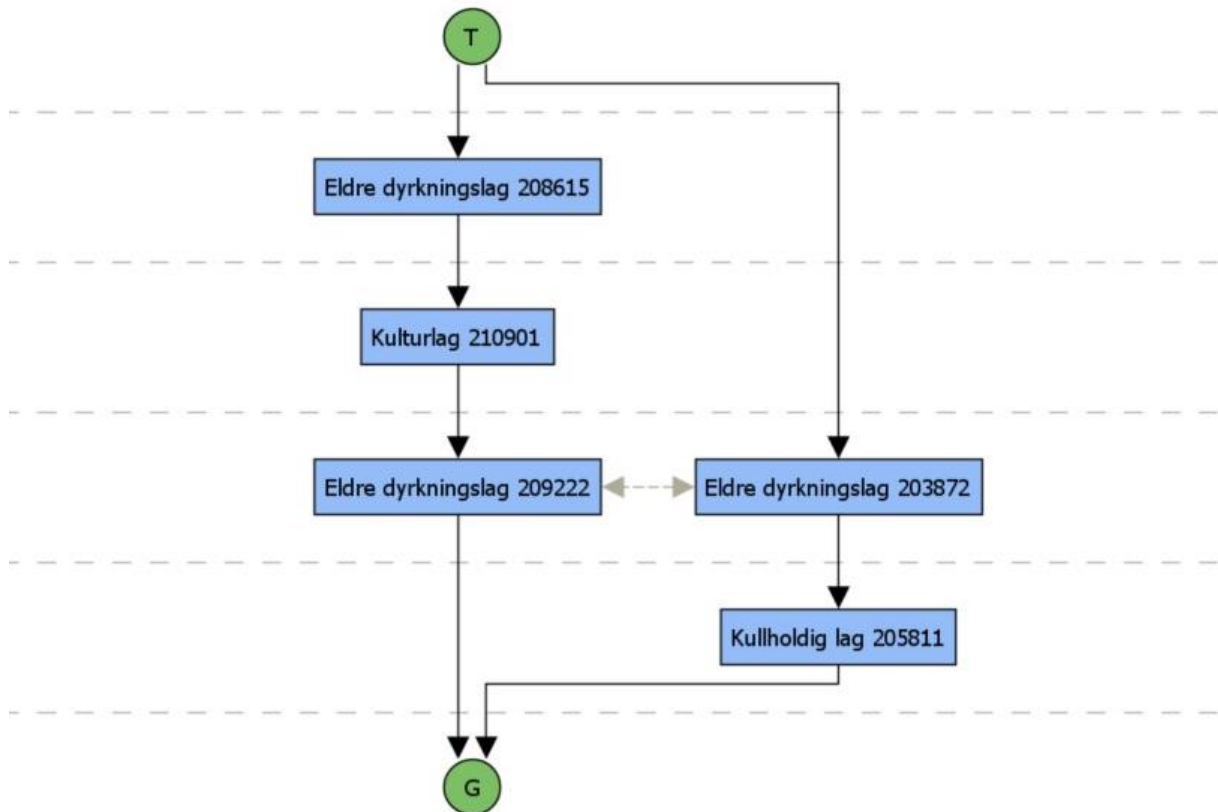 T
Eldre dyrkningslag 208615
Kulturlag 210901
Eldre dyrkningslag 209222
Eldre dyrkningslag 203872
Kullholdig lag 205811
G